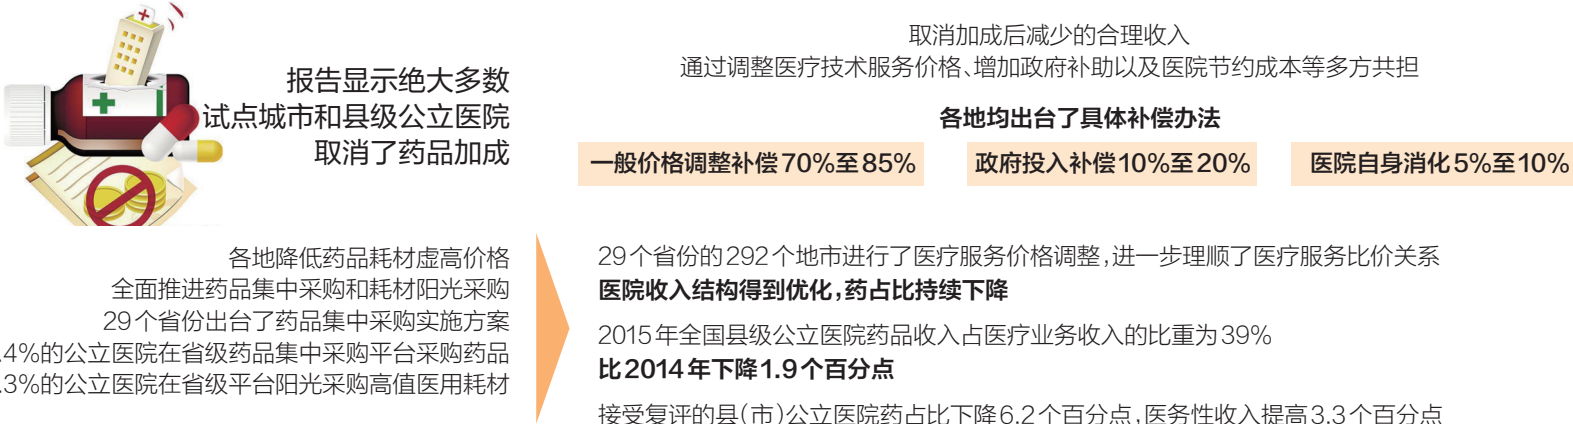 报告显示绝大多数
试点城市和县级公立医院
取消了药品加成
取消加成后减少的合理收入
通过调整医疗技术服务价格、增加政府补助以及医院节约成本等多方共担
各地均出台了具体补偿办法
一般价格调整补偿70%至85%
政府投入补偿10%至20%
医院自身消化5%至10%
各地降低药品耗材虚高价格
全面推进药品集中采购和耗材阳光采购
29个省份出台了药品集中采购实施方案
.4%的公立医院在省级药品集中采购平台采购药品
.3%的公立医院在省级平台阳光采购高值医用耗材
29个省份的292个地市进行了医疗服务价格调整,进一步理顺了医疗服务比价关系
医院收入结构得到优化,药占比持续下降
2015年全国县级公立医院药品收入占医疗业务收入的比重为39%
比2014年下降1.9个百分点
接受复评的县(市)公立医院药占比下降6.2个百分点,医务性收入提高3.3个百分点